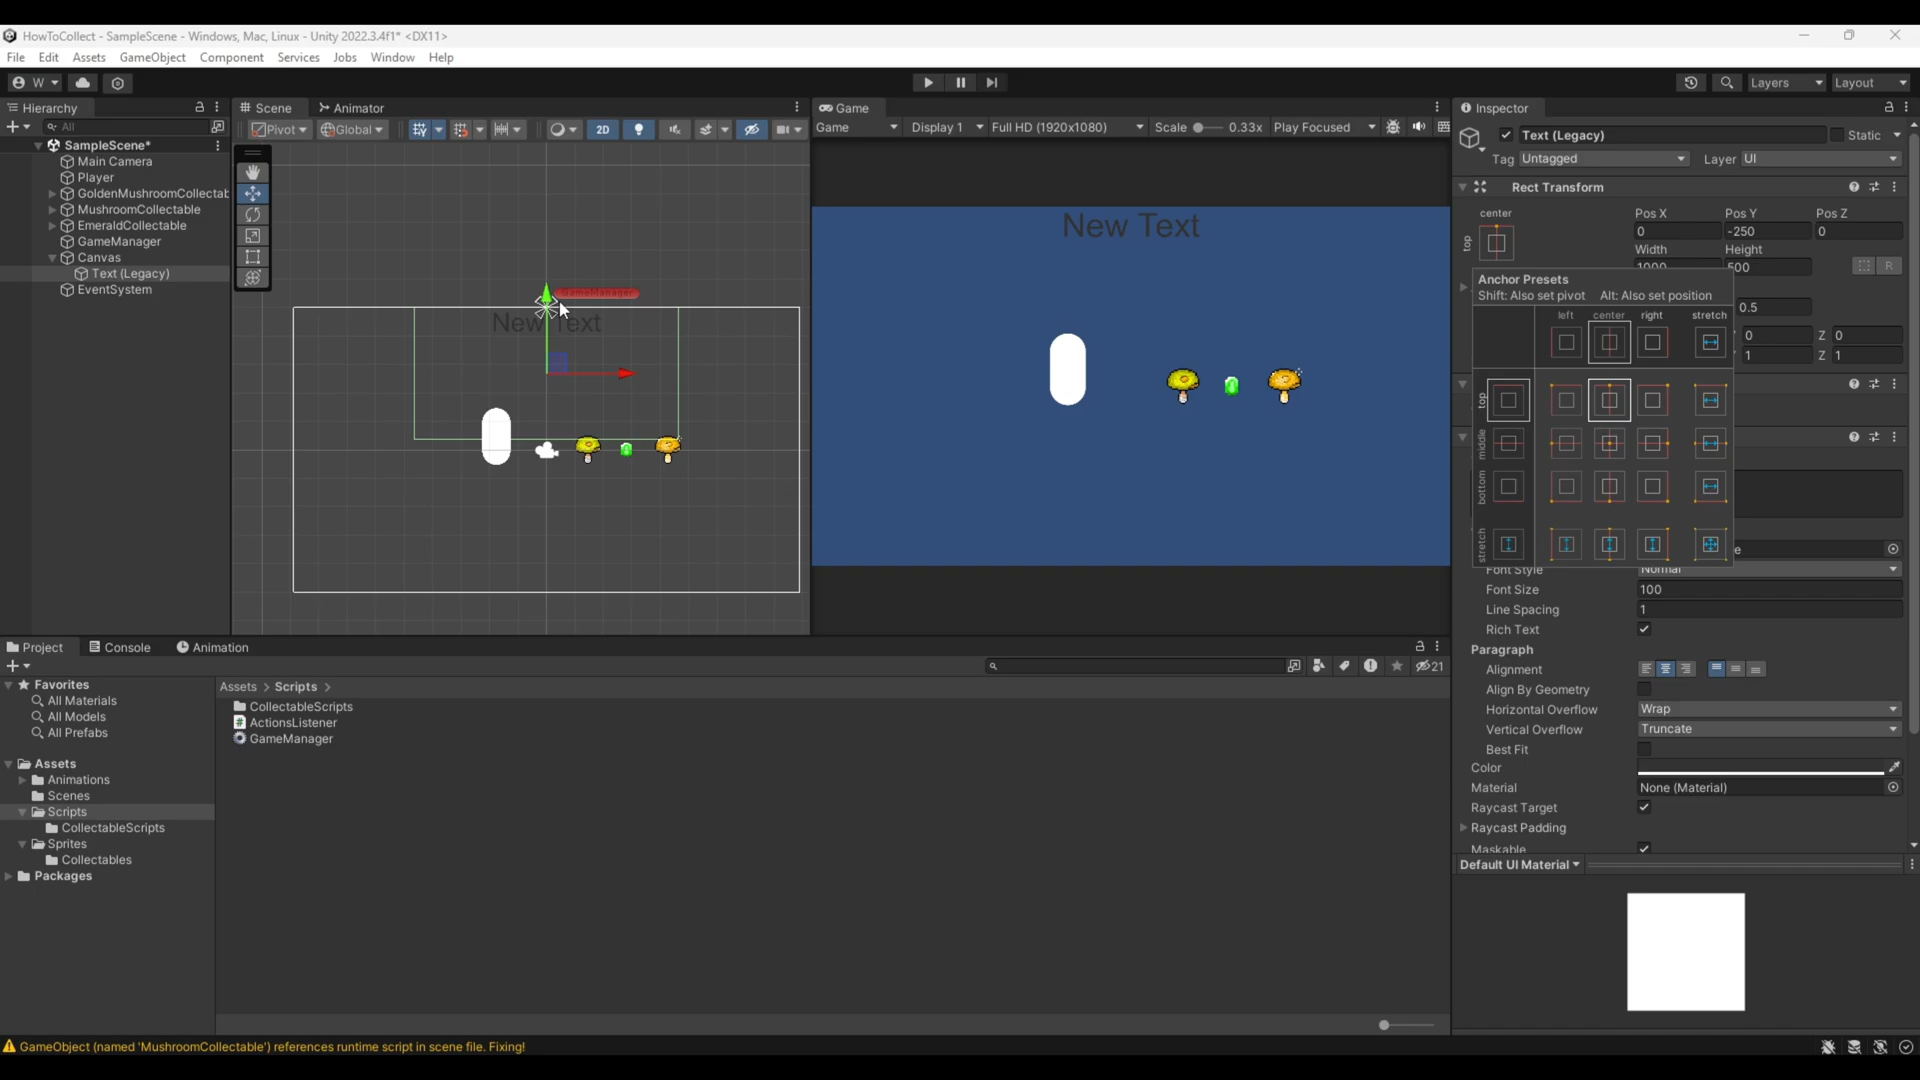 HowToCollect - SampleScene - Windows, Mac, Linux - Unity 2022.3.4f1* <DX11>
File Edit Assets GameObject Component Services Jobs Window Help
W Layers Layout
Hierarchy
All
SampleScene*
Main Camera
Player
GoldenMushroomCollectab
MushroomCollectable
EmeraldCollectable
GameManager
Canvas
Text (Legacy)
EventSystem
Scene Animator
Pivot Global 2D
GameManager
New Text
Game
Game Display 1 Full HD (1920x1080) Scale 0.33x Play Focused
New Text
Inspector
Text (Legacy) Static
Tag Untagged Layer UI
Rect Transform
center
top
Pos X Pos Y Pos Z
0 -250 0
Width Height
1000 500 R
Anchor Presets
Shift: Also set pivot Alt: Also set position
left center right stretch
top
middle
bottom
stretch
0.5
0 Z 0
1 Z 1
Font Style Normal
Font Size 100
Line Spacing 1
Rich Text
Paragraph
Alignment
Align By Geometry
Horizontal Overflow Wrap
Vertical Overflow Truncate
Best Fit
Color
Material None (Material)
Raycast Target
Raycast Padding
Maskable
Default UI Material
Project Console Animation
21
Favorites
All Materials
All Models
All Prefabs
Assets
Animations
Scenes
Scripts
CollectableScripts
Sprites
Collectables
Packages
Assets > Scripts >
CollectableScripts
ActionsListener
GameManager
GameObject (named 'MushroomCollectable') references runtime script in scene file. Fixing!